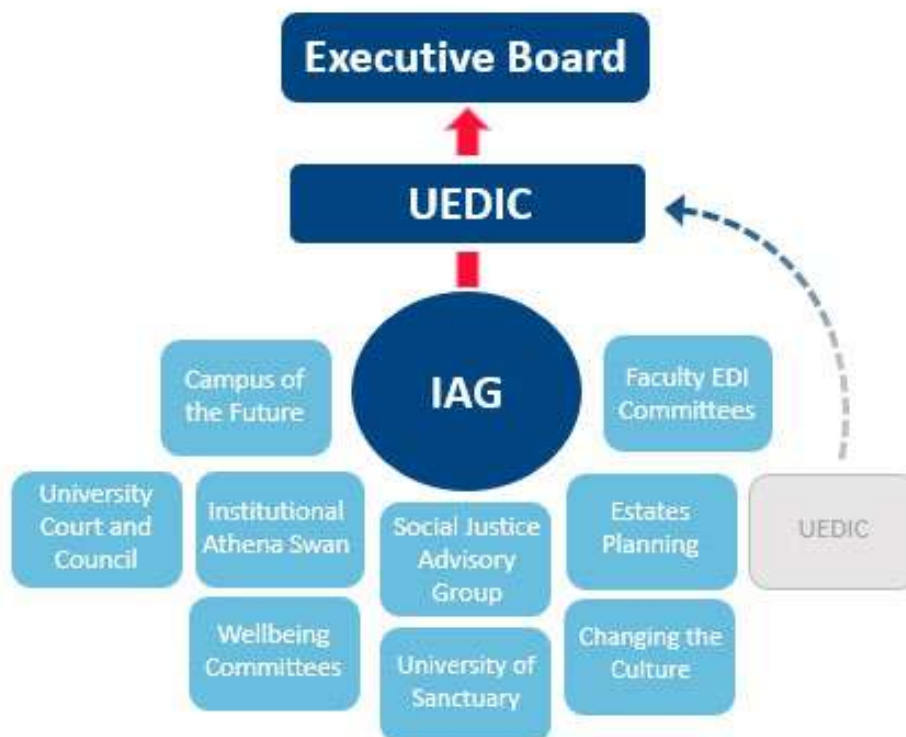 Executive Board
UEDIC
IAG
Campus of
the Future
Faculty EDI
Committees
University
Court and
Council
Institutional
Athena Swan
Social Justice
Advisory
Group
Estates
Planning
UEDIC
Wellbeing
Committees
University of
Sanctuary
Changing the
Culture